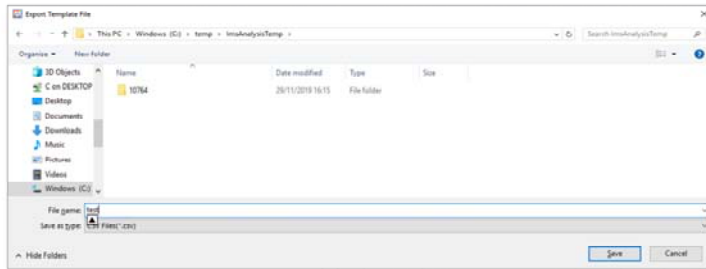 Export Template File
This PC > Windows (C:) > temp > ImsAnalysisTemp >
Search ImsAnalysisTemp
Organise
New folder
Name
Date modified
Type
Size
3D Objects
C on DESKTOP
Desktop
Documents
Downloads
Music
Pictures
Videos
Windows (C:)
10764
29/11/2019 16:15
File folder
File name: test
Save as type: CSV Files(*.csv)
Hide Folders
Save
Cancel